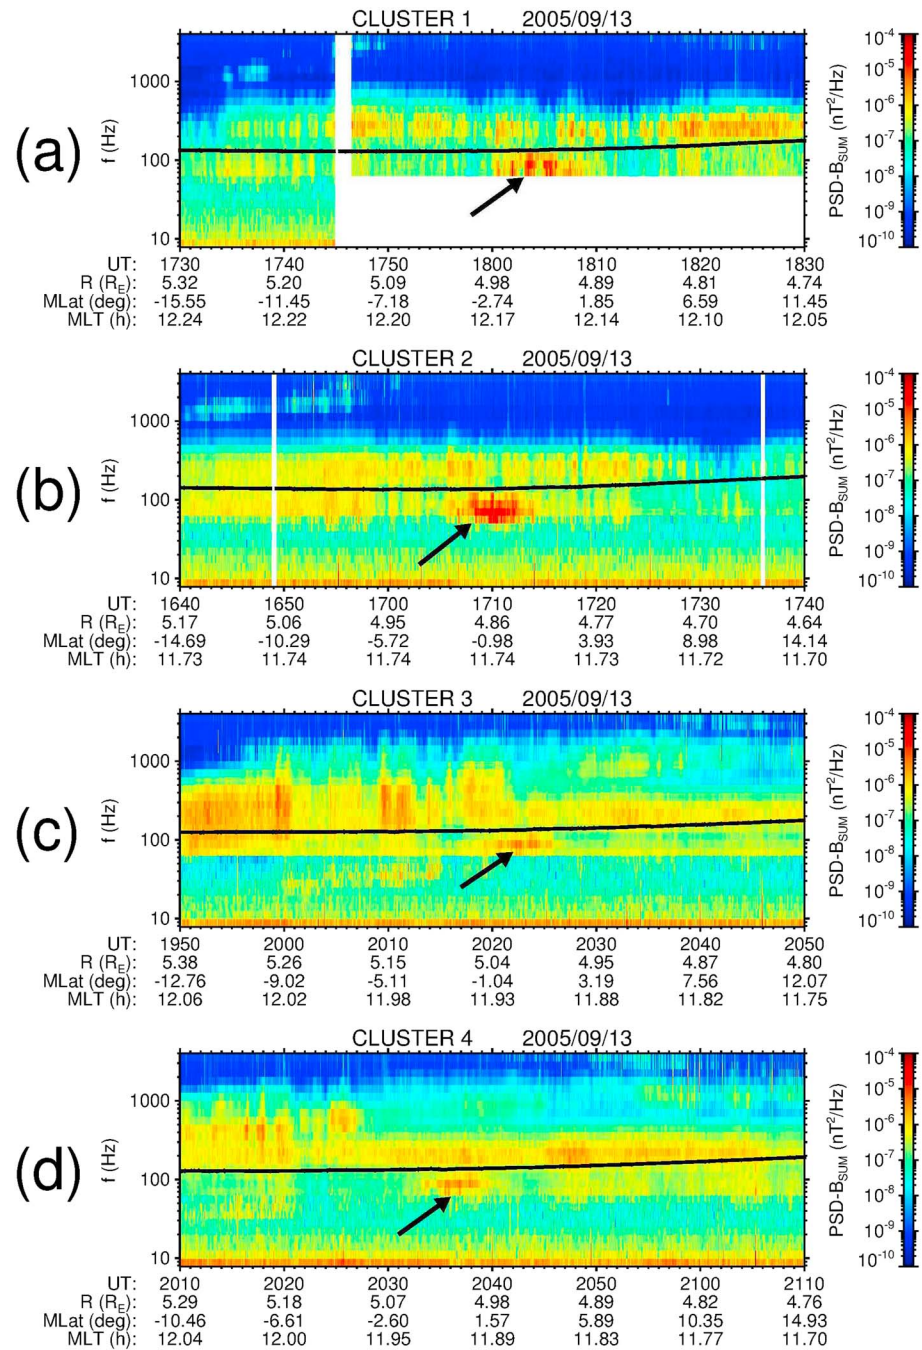 CLUSTER 1 2005/09/13
(a)
f (Hz)
1000
100
10
UT: 1730 1740 1750 1800 1810 1820 1830
R (RE): 5.32 5.20 5.09 4.98 4.89 4.81 4.74
MLat (deg): -15.55 -11.45 -7.18 -2.74 1.85 6.59 11.45
MLT (h): 12.24 12.22 12.20 12.17 12.14 12.10 12.05
10-4
10-5
10-6
10-7
10-8
10-9
10-10
PSD-BSUM (nT2/Hz)
CLUSTER 2 2005/09/13
(b)
f (Hz)
1000
100
10
UT: 1640 1650 1700 1710 1720 1730 1740
R (RE): 5.17 5.06 4.95 4.86 4.77 4.70 4.64
MLat (deg): -14.69 -10.29 -5.72 -0.98 3.93 8.98 14.14
MLT (h): 11.73 11.74 11.74 11.74 11.73 11.72 11.70
10-4
10-5
10-6
10-7
10-8
10-9
10-10
PSD-BSUM (nT2/Hz)
CLUSTER 3 2005/09/13
(c)
f (Hz)
1000
100
10
UT: 1950 2000 2010 2020 2030 2040 2050
R (RE): 5.38 5.26 5.15 5.04 4.95 4.87 4.80
MLat (deg): -12.76 -9.02 -5.11 -1.04 3.19 7.56 12.07
MLT (h): 12.06 12.02 11.98 11.93 11.88 11.82 11.75
10-4
10-5
10-6
10-7
10-8
10-9
10-10
PSD-BSUM (nT2/Hz)
CLUSTER 4 2005/09/13
(d)
f (Hz)
1000
100
10
UT: 2010 2020 2030 2040 2050 2100 2110
R (RE): 5.29 5.18 5.07 4.98 4.89 4.82 4.76
MLat (deg): -10.46 -6.61 -2.60 1.57 5.89 10.35 14.93
MLT (h): 12.04 12.00 11.95 11.89 11.83 11.77 11.70
10-4
10-5
10-6
10-7
10-8
10-9
10-10
PSD-BSUM (nT2/Hz)